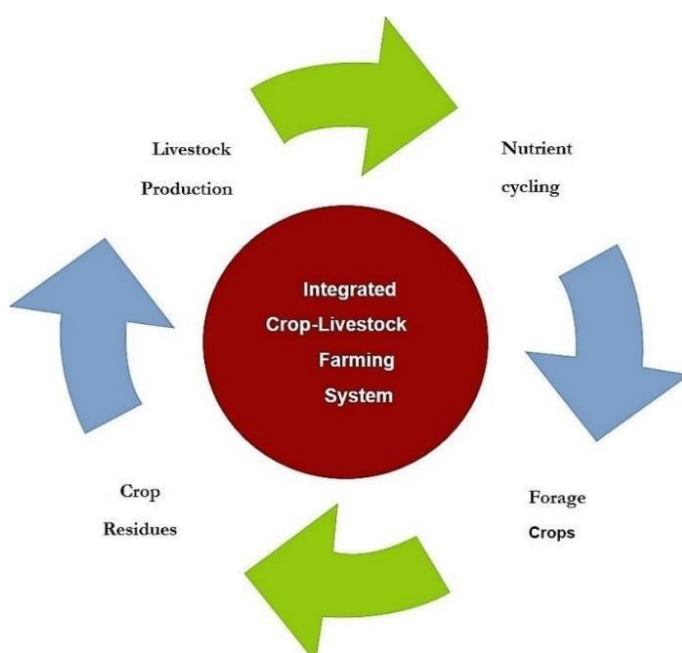 Livestock
Production
Nutrient
cycling
Integrated
Crop-Livestock
Farming
System
Crop
Residues
Forage
Crops